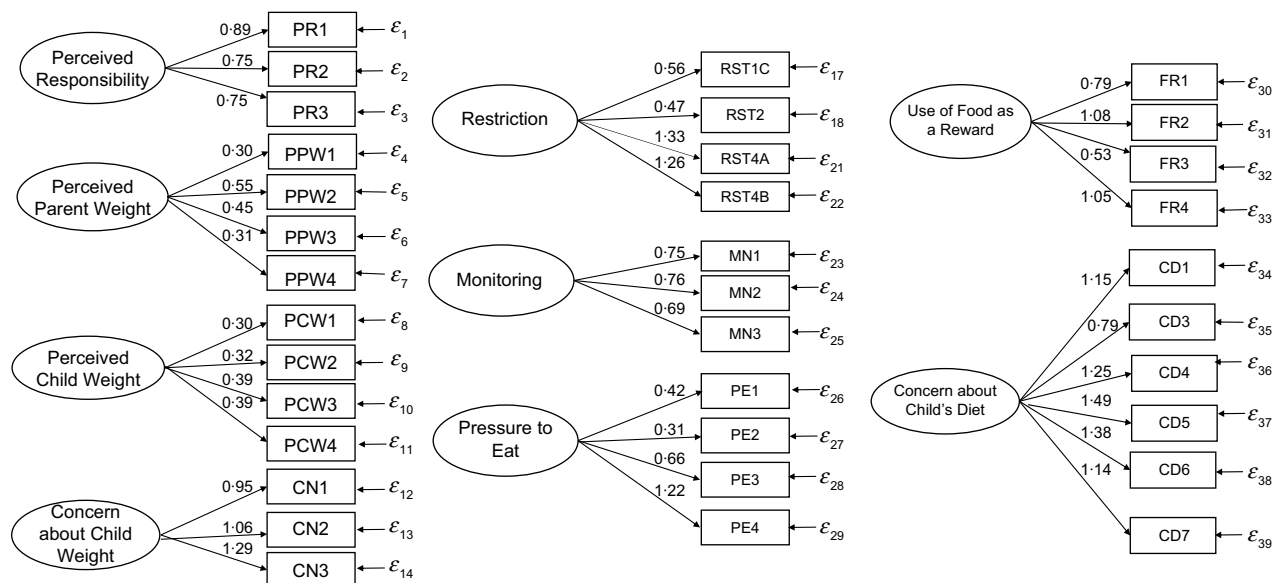 Perceived
Responsibility
0·89
PR1
ε1
0·75
PR2
ε2
0·75
PR3
ε3
Perceived
Parent Weight
0·30
PPW1
ε4
0·55
PPW2
ε5
0·45
PPW3
ε6
0·31
PPW4
ε7
Perceived
Child Weight
0·30
PCW1
ε8
0·32
PCW2
ε9
0·39
PCW3
ε10
0·39
PCW4
ε11
Concern
about Child
Weight
0·95
CN1
ε12
1·06
CN2
ε13
1·29
CN3
ε14
Restriction
0·56
RST1C
ε17
0·47
RST2
ε18
1·33
RST4A
ε21
1·26
RST4B
ε22
Monitoring
0·75
MN1
ε23
0·76
MN2
ε24
0·69
MN3
ε25
Pressure to
Eat
0·42
PE1
ε26
0·31
PE2
ε27
0·66
PE3
ε28
1·22
PE4
ε29
Use of Food as
a Reward
0·79
FR1
ε30
1·08
FR2
ε31
0·53
FR3
ε32
1·05
FR4
ε33
Concern about
Child's Diet
1·15
CD1
ε34
0·79
CD3
ε35
1·25
CD4
ε36
1·49
CD5
ε37
1·38
CD6
ε38
1·14
CD7
ε39